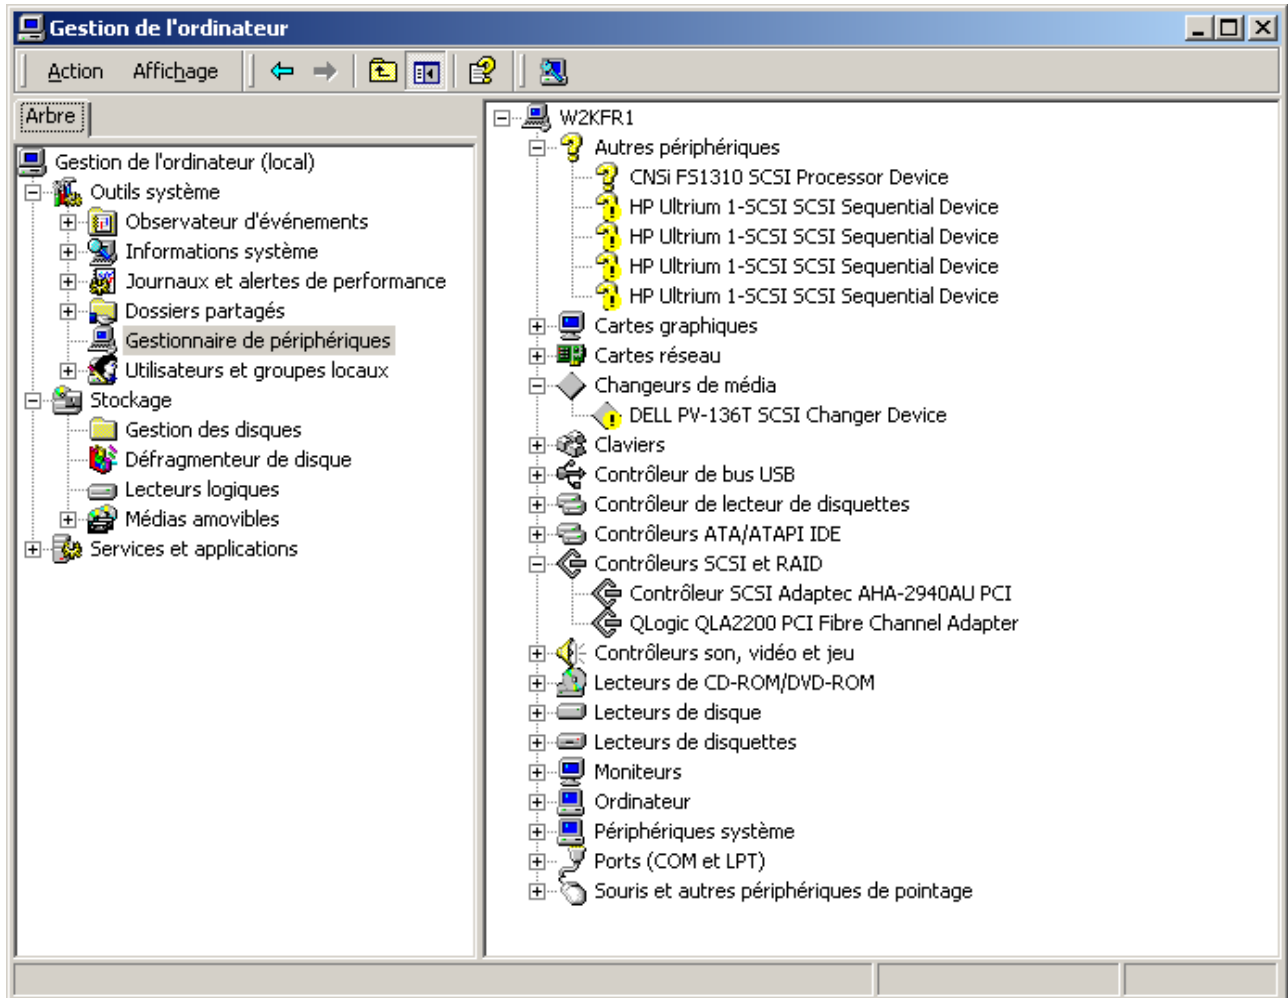 Gestion de l'ordinateur
Action Affichage
Arbre
Gestion de l'ordinateur (local)
Outils système
Observateur d'événements
Informations système
Journaux et alertes de performance
Dossiers partagés
Gestionnaire de périphériques
Utilisateurs et groupes locaux
Stockage
Gestion des disques
Défragmenteur de disque
Lecteurs logiques
Médias amovibles
Services et applications
W2KFR1
Autres périphériques
CNSi FS1310 SCSI Processor Device
HP Ultrium 1-SCSI SCSI Sequential Device
HP Ultrium 1-SCSI SCSI Sequential Device
HP Ultrium 1-SCSI SCSI Sequential Device
HP Ultrium 1-SCSI SCSI Sequential Device
Cartes graphiques
Cartes réseau
Changeurs de média
DELL PV-136T SCSI Changer Device
Claviers
Contrôleur de bus USB
Contrôleur de lecteur de disquettes
Contrôleurs ATA/ATAPI IDE
Contrôleurs SCSI et RAID
Contrôleur SCSI Adaptec AHA-2940AU PCI
QLogic QLA2200 PCI Fibre Channel Adapter
Contrôleurs son, vidéo et jeu
Lecteurs de CD-ROM/DVD-ROM
Lecteurs de disque
Lecteurs de disquettes
Moniteurs
Ordinateur
Périphériques système
Ports (COM et LPT)
Souris et autres périphériques de pointage